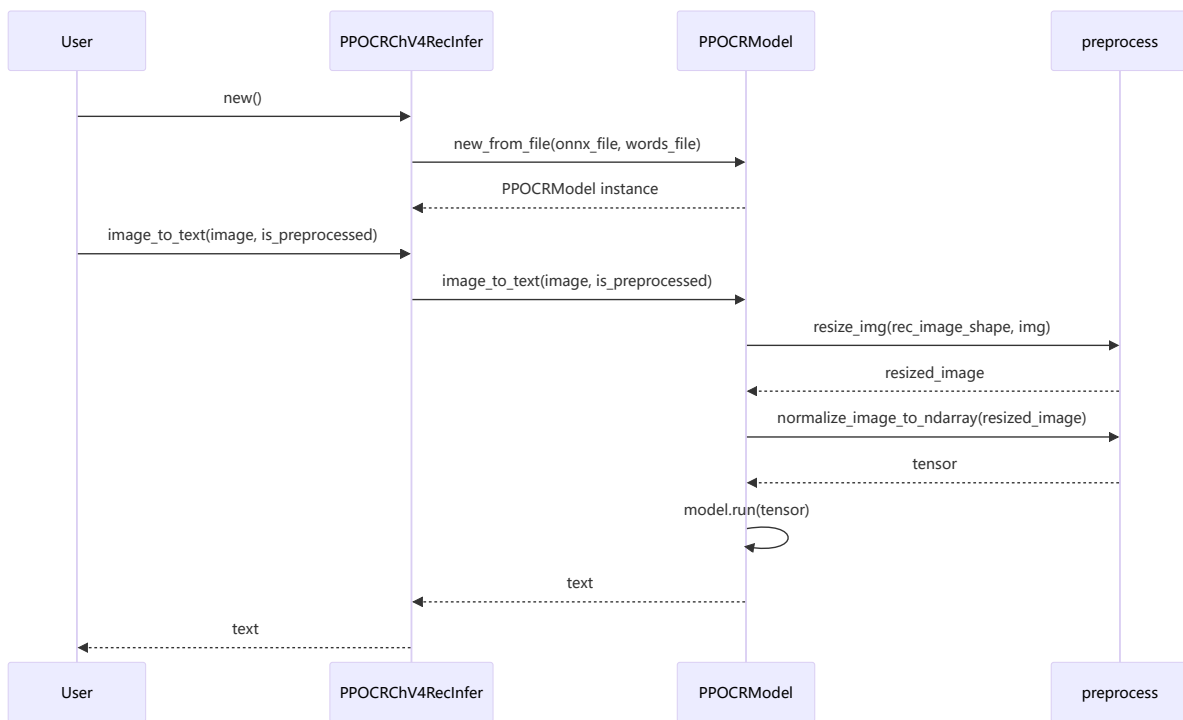 User PPOCRChV4RecInfer PPOCRModel preprocess
new()
new_from_file(onnx_file, words_file)
PPOCRModel instance
image_to_text(image, is_preprocessed)
image_to_text(image, is_preprocessed)
resize_img(rec_image_shape, img)
resized_image
normalize_image_to_ndarray(resized_image)
tensor
model.run(tensor)
text
text
User PPOCRChV4RecInfer PPOCRModel preprocess